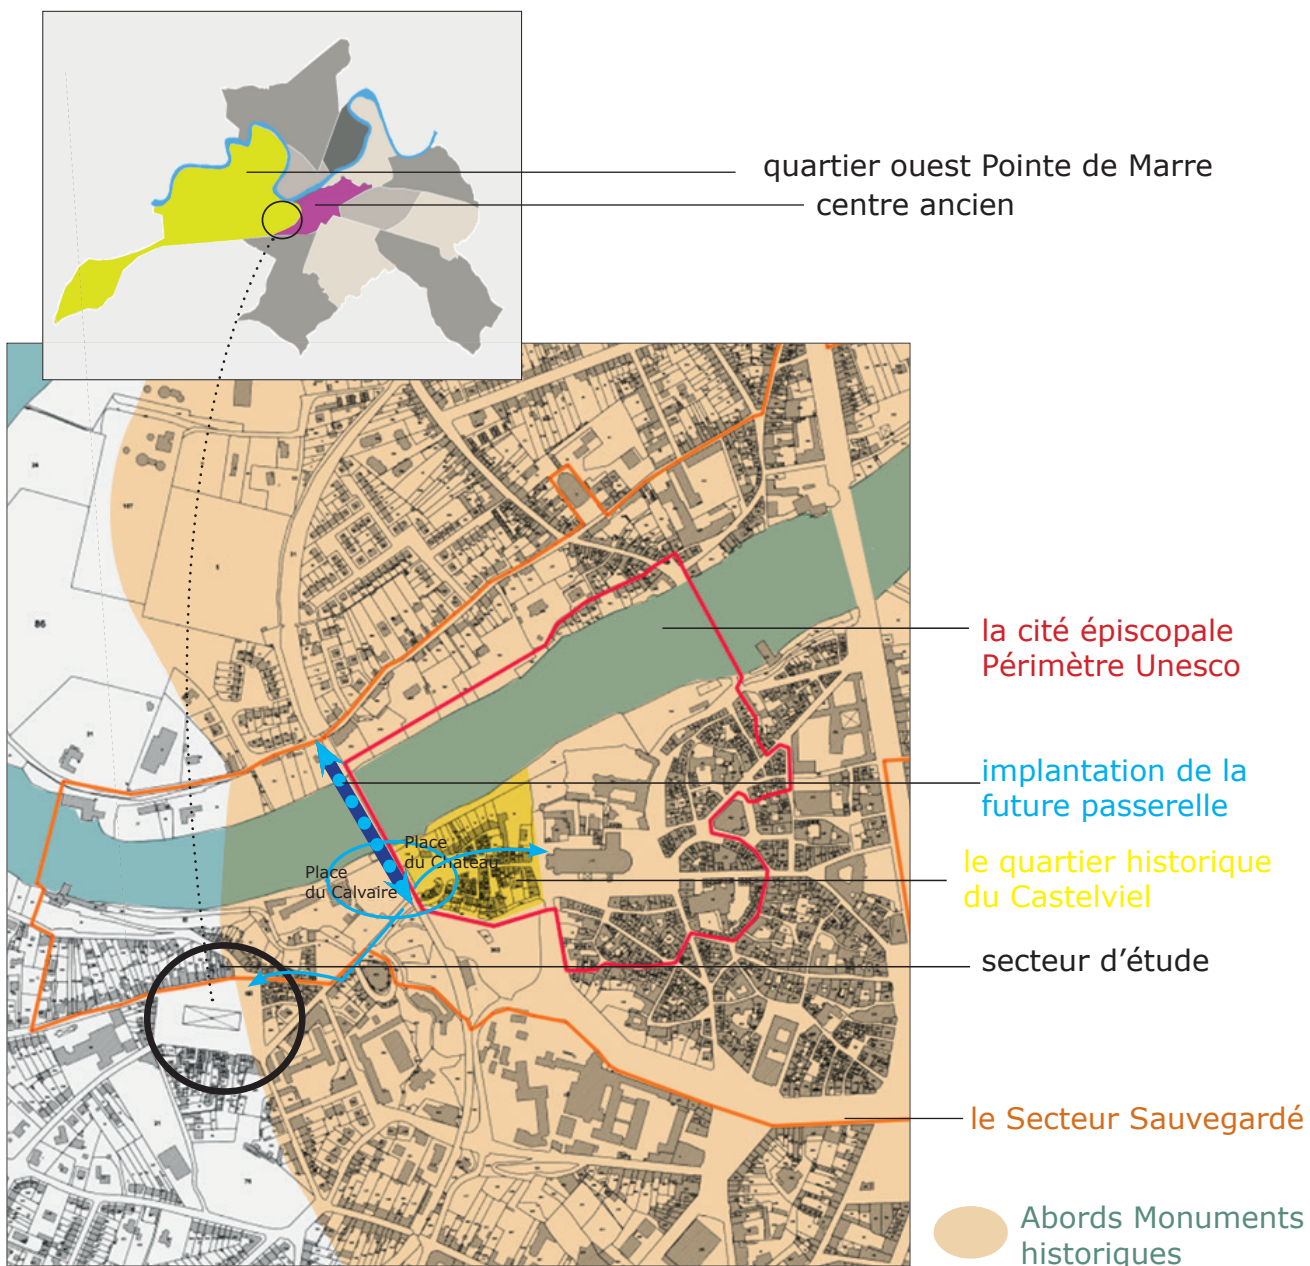 quartier ouest Pointe de Marre
centre ancien
la cité épiscopale
Périmètre Unesco
implantation de la
future passerelle
Place
du Chateau
Place
du Calvaire
le quartier historique
du Castelviel
secteur d'étude
le Secteur Sauvegardé
Abords Monuments
historiques